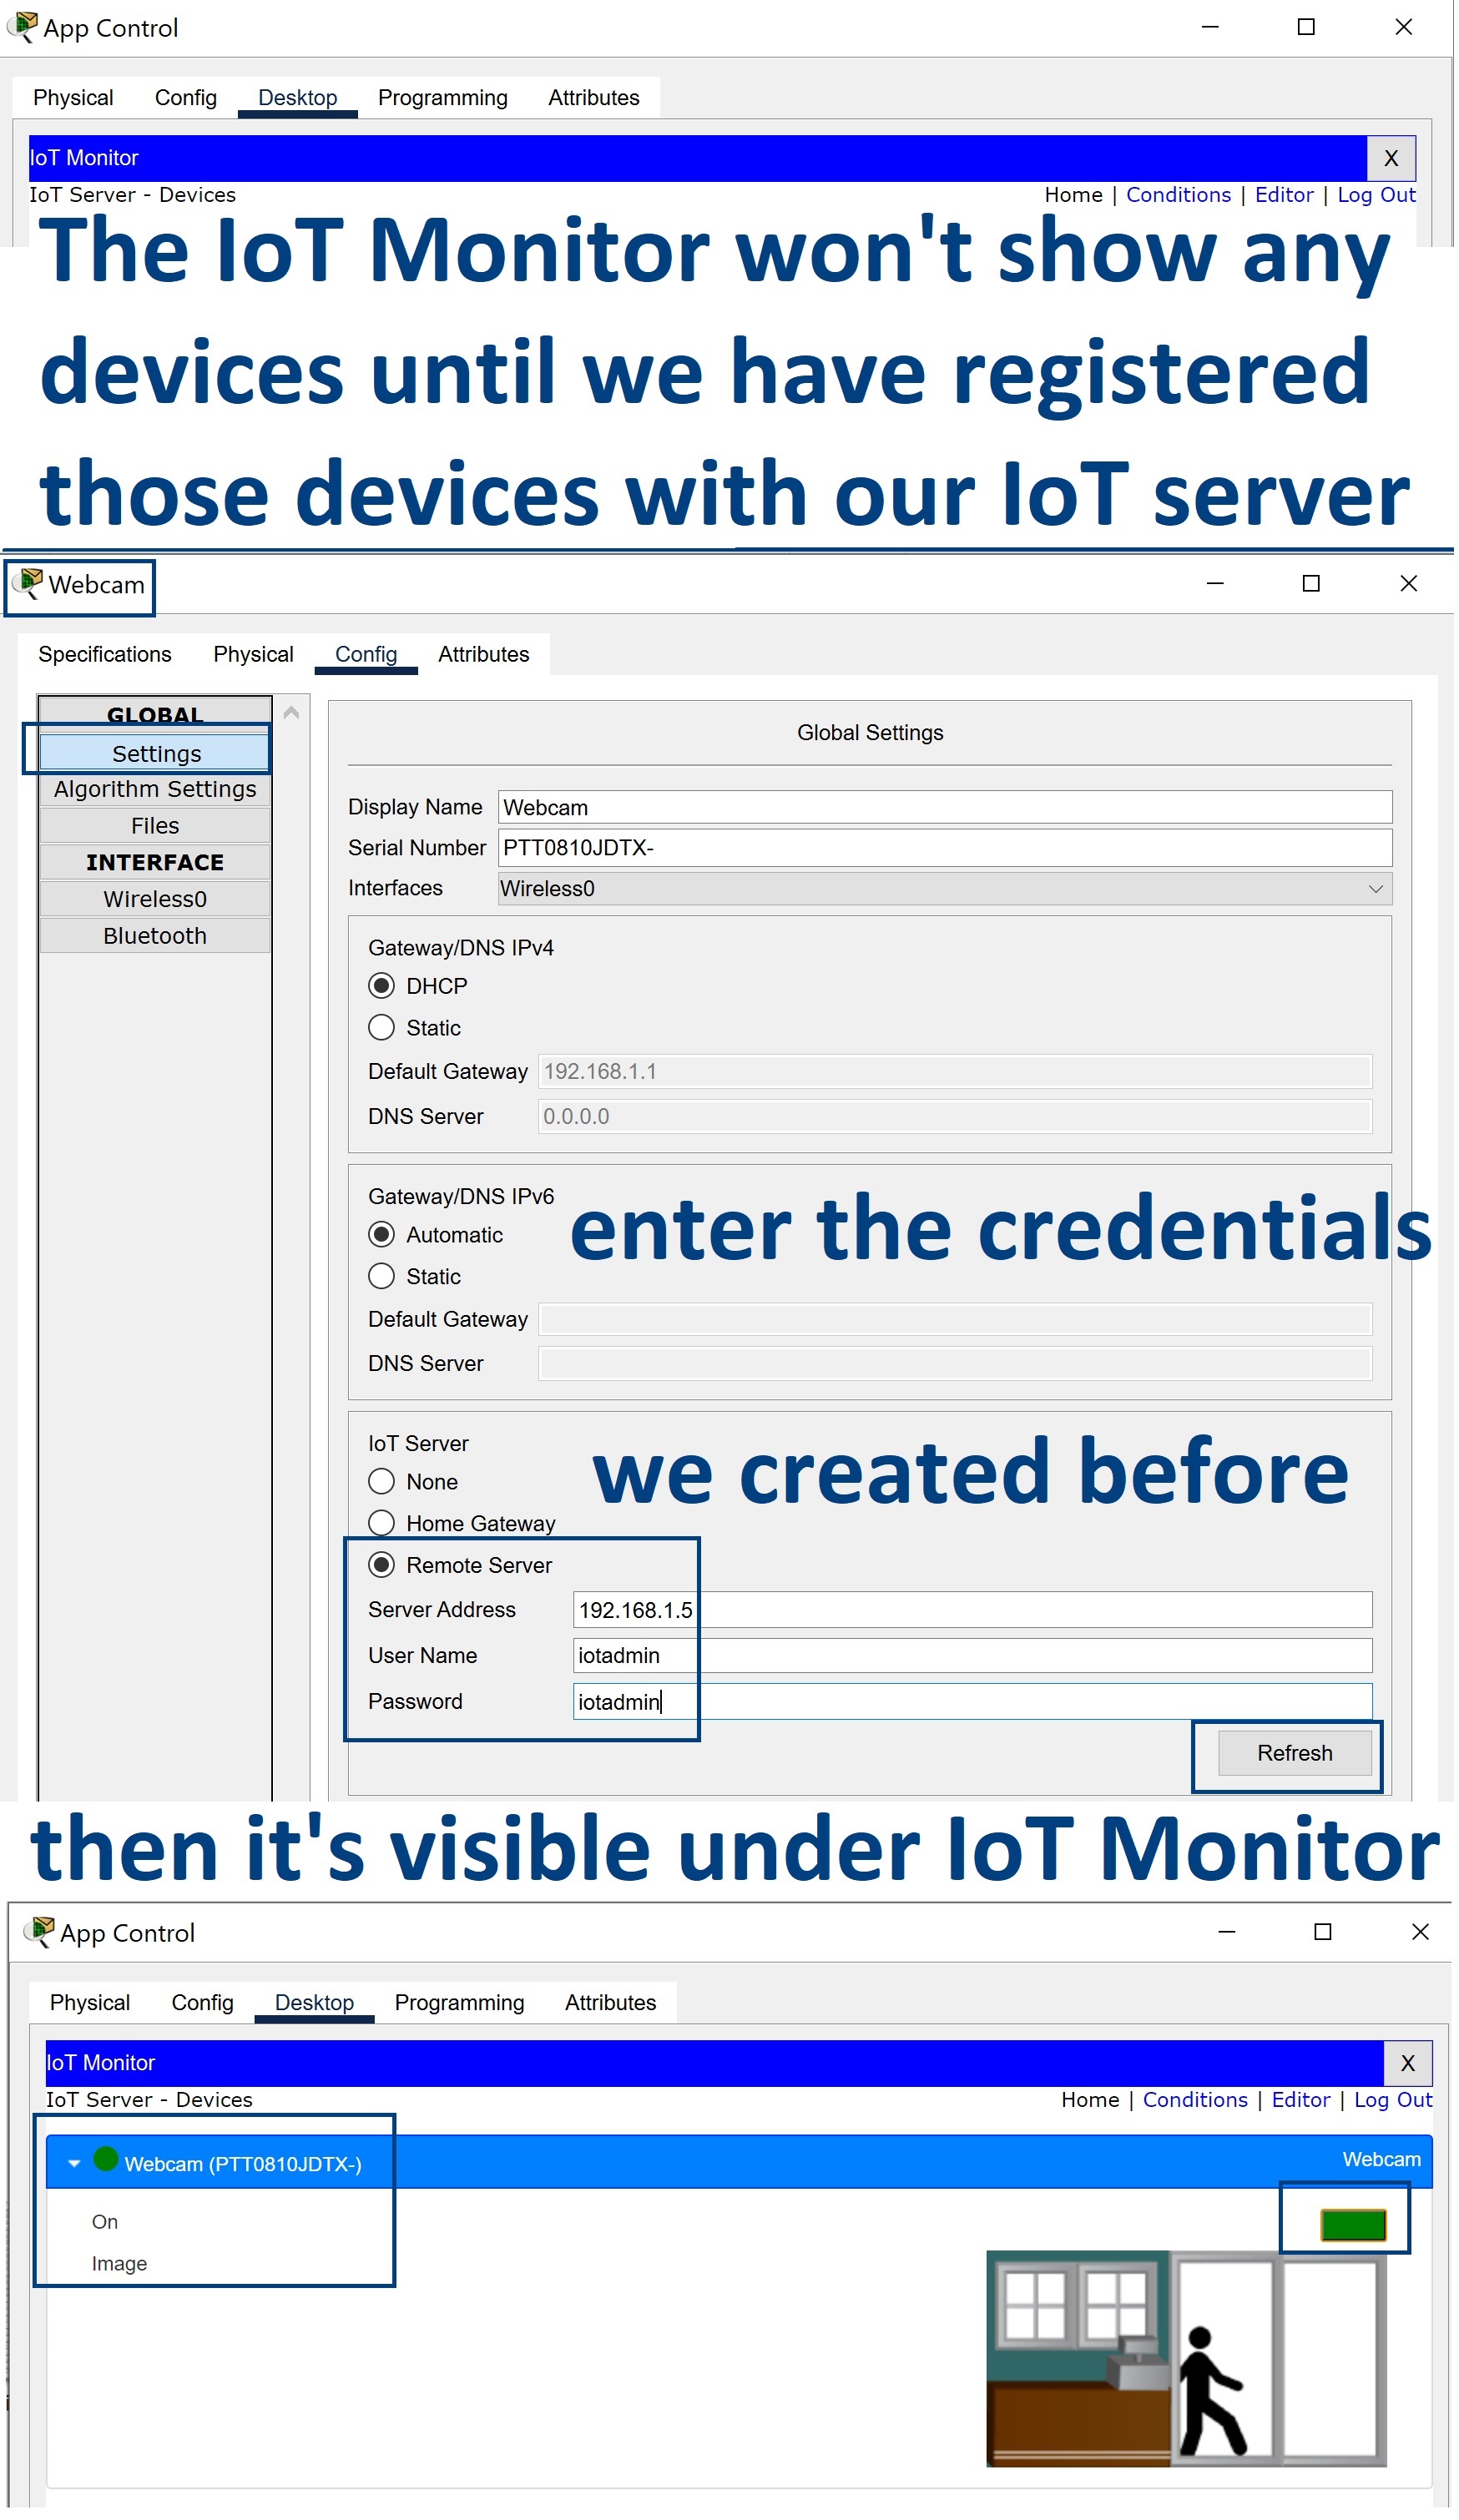 App Control
Physical Config Desktop Programming Attributes
IoT Monitor X
IoT Server - Devices Home | Conditions | Editor | Log Out
The IoT Monitor won't show any
devices until we have registered
those devices with our IoT server
Webcam
Specifications Physical Config Attributes
GLOBAL
Settings
Algorithm Settings
Files
INTERFACE
Wireless0
Bluetooth
Global Settings
Display Name Webcam
Serial Number PTT0810JDTX-
Interfaces Wireless0
Gateway/DNS IPv4
DHCP
Static
Default Gateway 192.168.1.1
DNS Server 0.0.0.0
Gateway/DNS IPv6
enter the credentials
Automatic
Static
Default Gateway
DNS Server
IoT Server
we created before
None
Home Gateway
Remote Server
Server Address 192.168.1.5
User Name iotadmin
Password iotadmin
Refresh
then it's visible under IoT Monitor
App Control
Physical Config Desktop Programming Attributes
IoT Monitor X
IoT Server - Devices Home | Conditions | Editor | Log Out
Webcam (PTT0810JDTX-) Webcam
On
Image